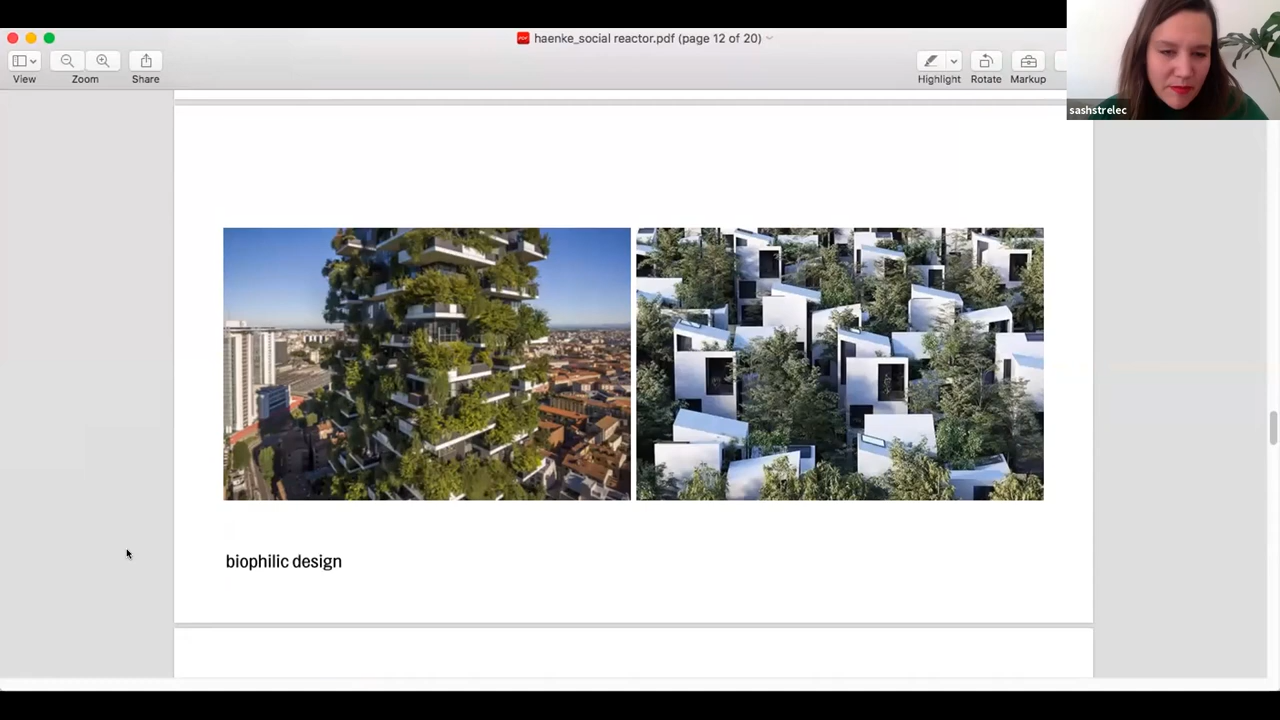 haenke_social reactor.pdf (page 12 of 20)
View
Zoom
Share
Highlight
Rotate
Markup
sashstrelec
biophilic design